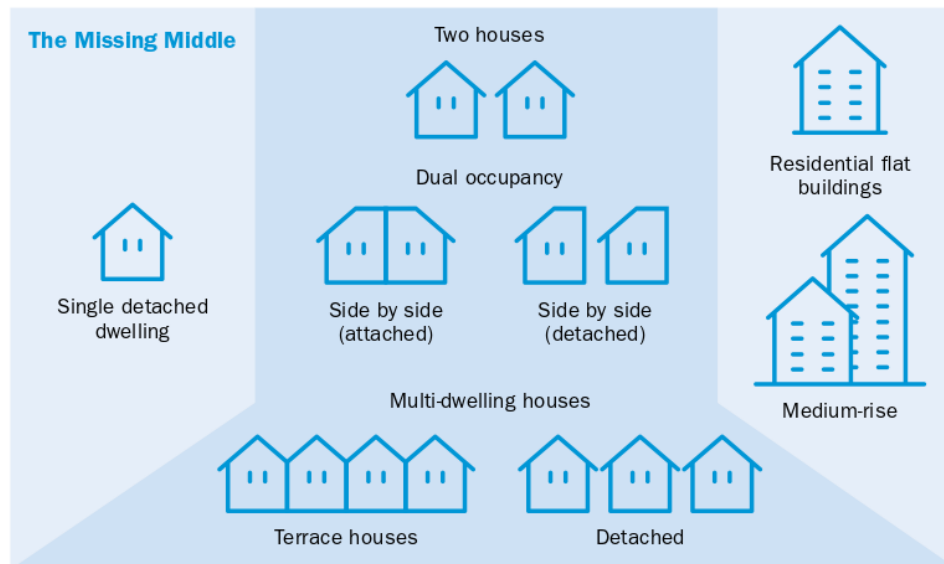 The Missing Middle
Two houses
Dual occupancy
Single detached
dwelling
Side by side
(attached)
Side by side
(detached)
Residential flat
buildings
Medium-rise
Multi-dwelling houses
Terrace houses
Detached